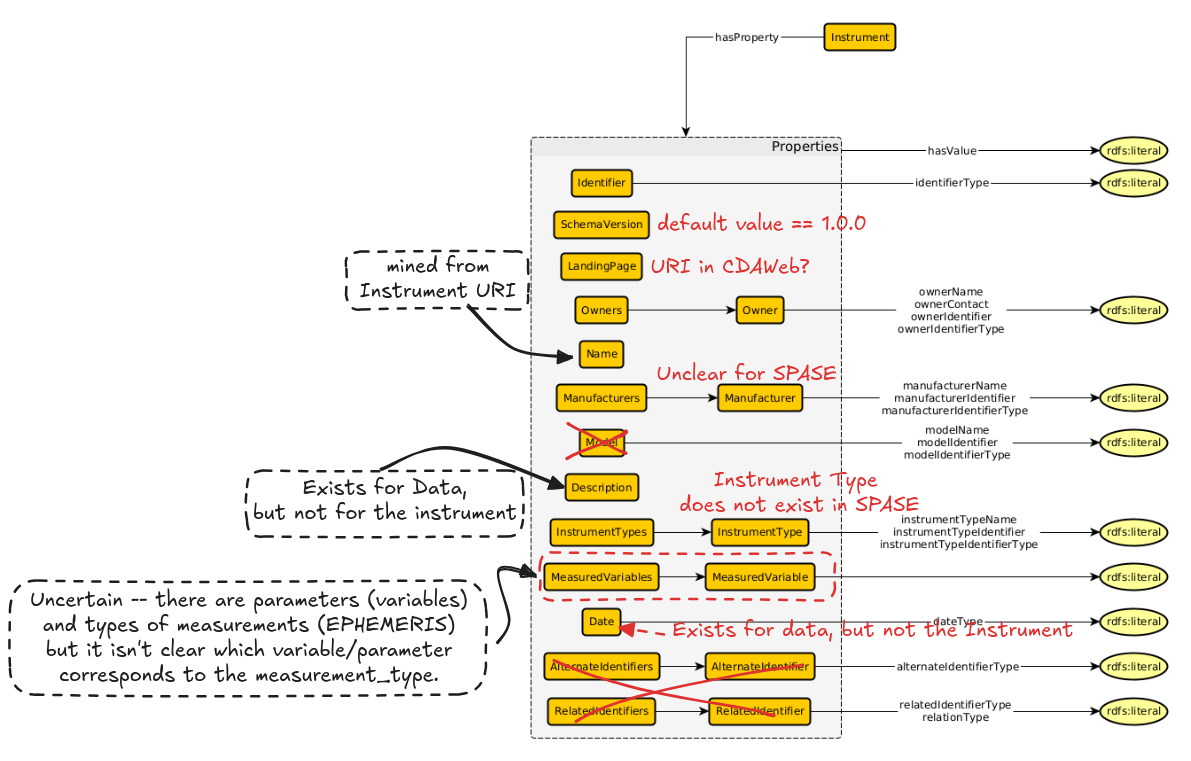 hasProperty
Instrument
Properties
hasValue
rdfs:literal
Identifier
identifierType
rdfs:literal
SchemaVersion
default value == 1.0.0
LandingPage
URI in CDAWeb?
mined from
Instrument URI
Owners
Owner
ownerName
ownerContact
ownerIdentifier
ownerIdentifierType
rdfs:literal
Name
Unclear for SPASE
Manufacturers
Manufacturer
manufacturerName
manufacturerIdentifier
manufacturerIdentifierType
rdfs:literal
Model
modelName
modelIdentifier
modelIdentifierType
rdfs:literal
Exists for Data,
but not for the instrument
Description
Instrument Type
does not exist in SPASE
InstrumentTypes
InstrumentType
instrumentTypeName
instrumentTypeIdentifier
instrumentTypeIdentifierType
rdfs:literal
MeasuredVariables
MeasuredVariable
rdfs:literal
Uncertain -- there are parameters (variables)
and types of measurements (EPHEMERIS)
but it isn't clear which variable/parameter
corresponds to the measurement_type.
Date
dateType
rdfs:literal
Exists for data, but not the Instrument
AlternateIdentifiers
AlternateIdentifier
alternateIdentifierType
rdfs:literal
RelatedIdentifiers
RelatedIdentifier
relatedIdentifierType
relationType
rdfs:literal